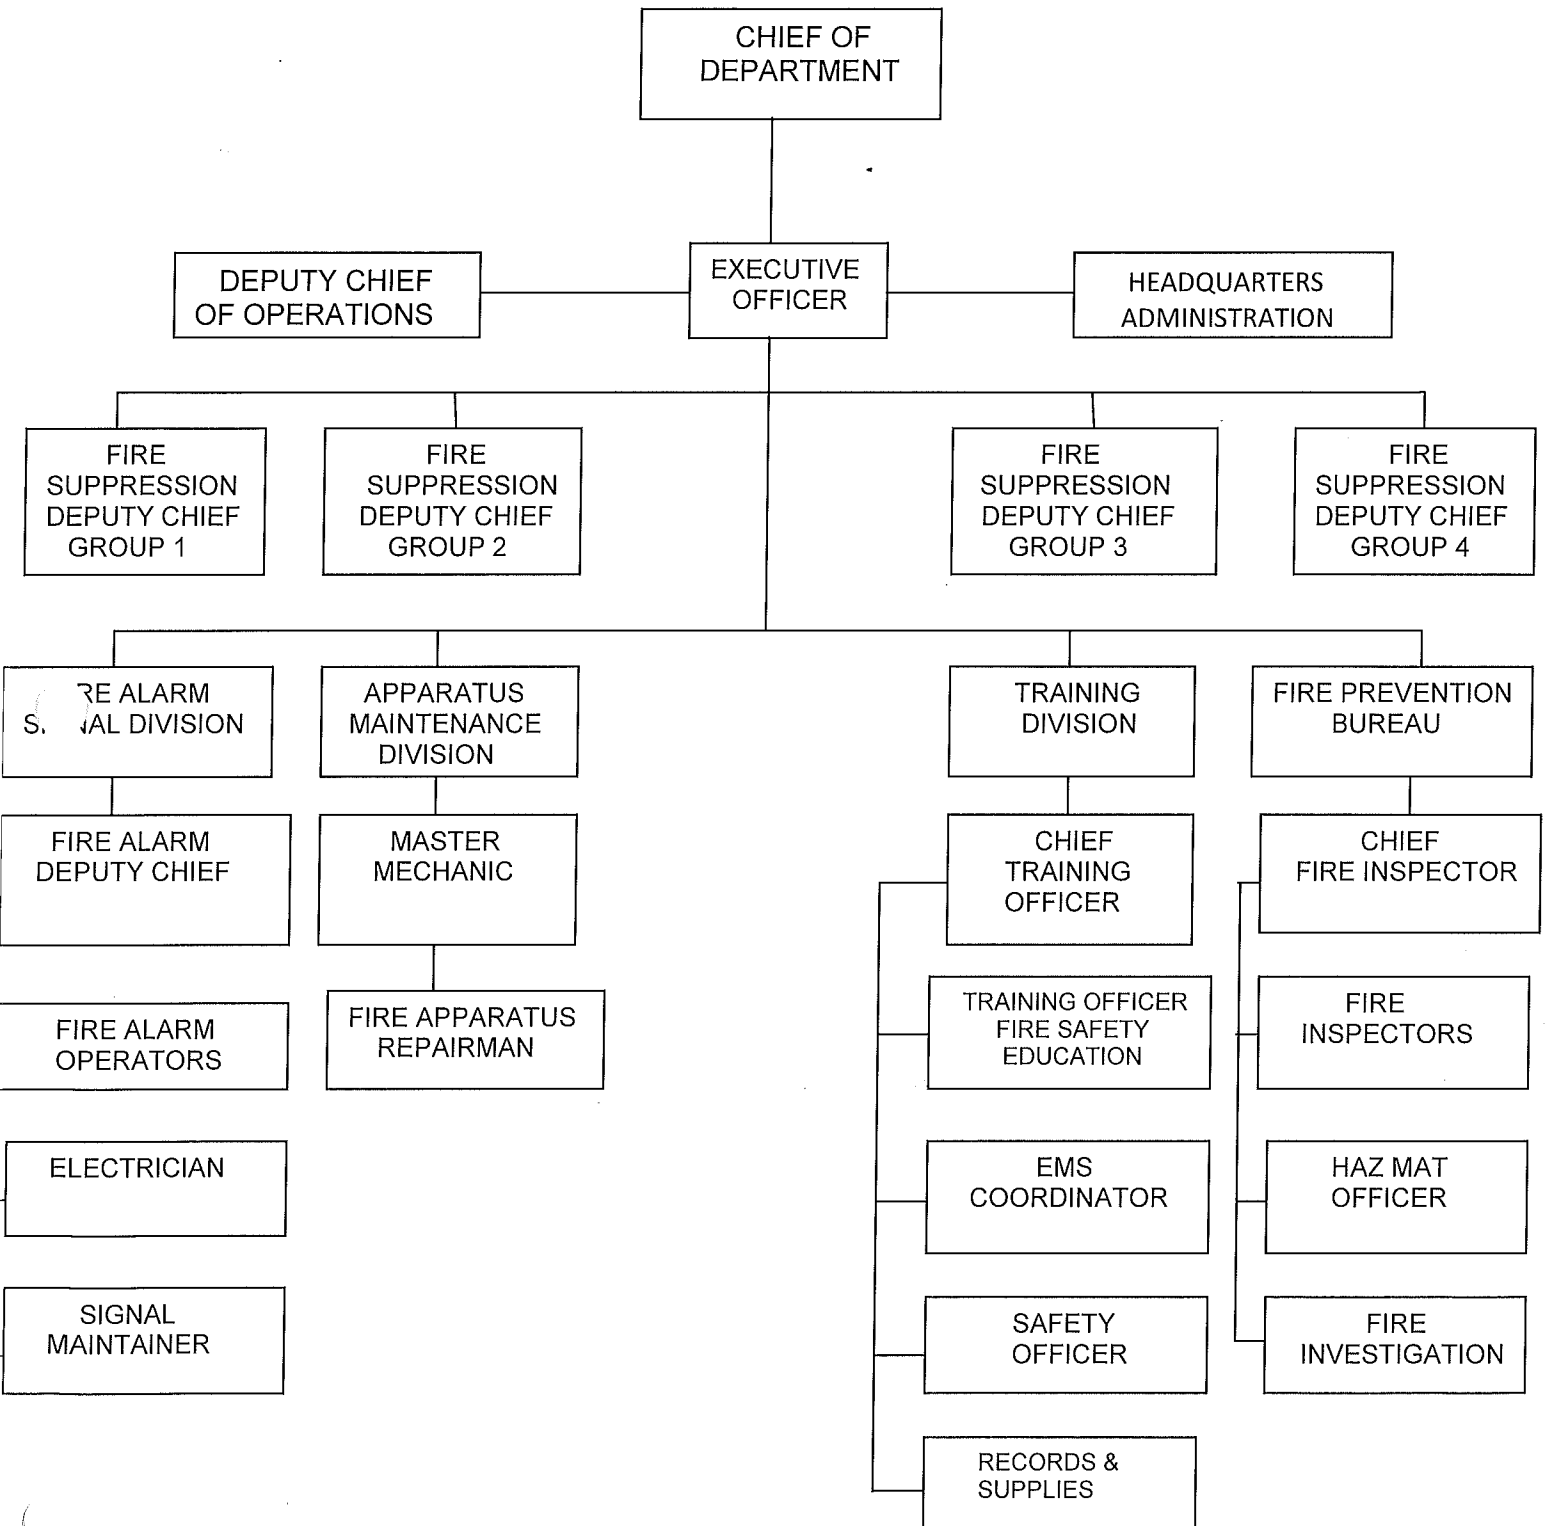 CHIEF OF
DEPARTMENT
DEPUTY CHIEF
OF OPERATIONS
EXECUTIVE
OFFICER
HEADQUARTERS
ADMINISTRATION
FIRE
SUPPRESSION
DEPUTY CHIEF
GROUP 1
FIRE
SUPPRESSION
DEPUTY CHIEF
GROUP 2
FIRE
SUPPRESSION
DEPUTY CHIEF
GROUP 3
FIRE
SUPPRESSION
DEPUTY CHIEF
GROUP 4
RE ALARM
DIVISION
APPARATUS
MAINTENANCE
DIVISION
TRAINING
DIVISION
FIRE PREVENTION
BUREAU
FIRE ALARM
DEPUTY CHIEF
MASTER
MECHANIC
CHIEF
TRAINING
OFFICER
CHIEF
FIRE INSPECTOR
FIRE ALARM
OPERATORS
FIRE APPARATUS
REPAIRMAN
TRAINING OFFICER
FIRE SAFETY
EDUCATION
FIRE
INSPECTORS
ELECTRICIAN
EMS
COORDINATOR
HAZ MAT
OFFICER
SIGNAL
MAINTAINER
SAFETY
OFFICER
FIRE
INVESTIGATION
RECORDS &
SUPPLIES